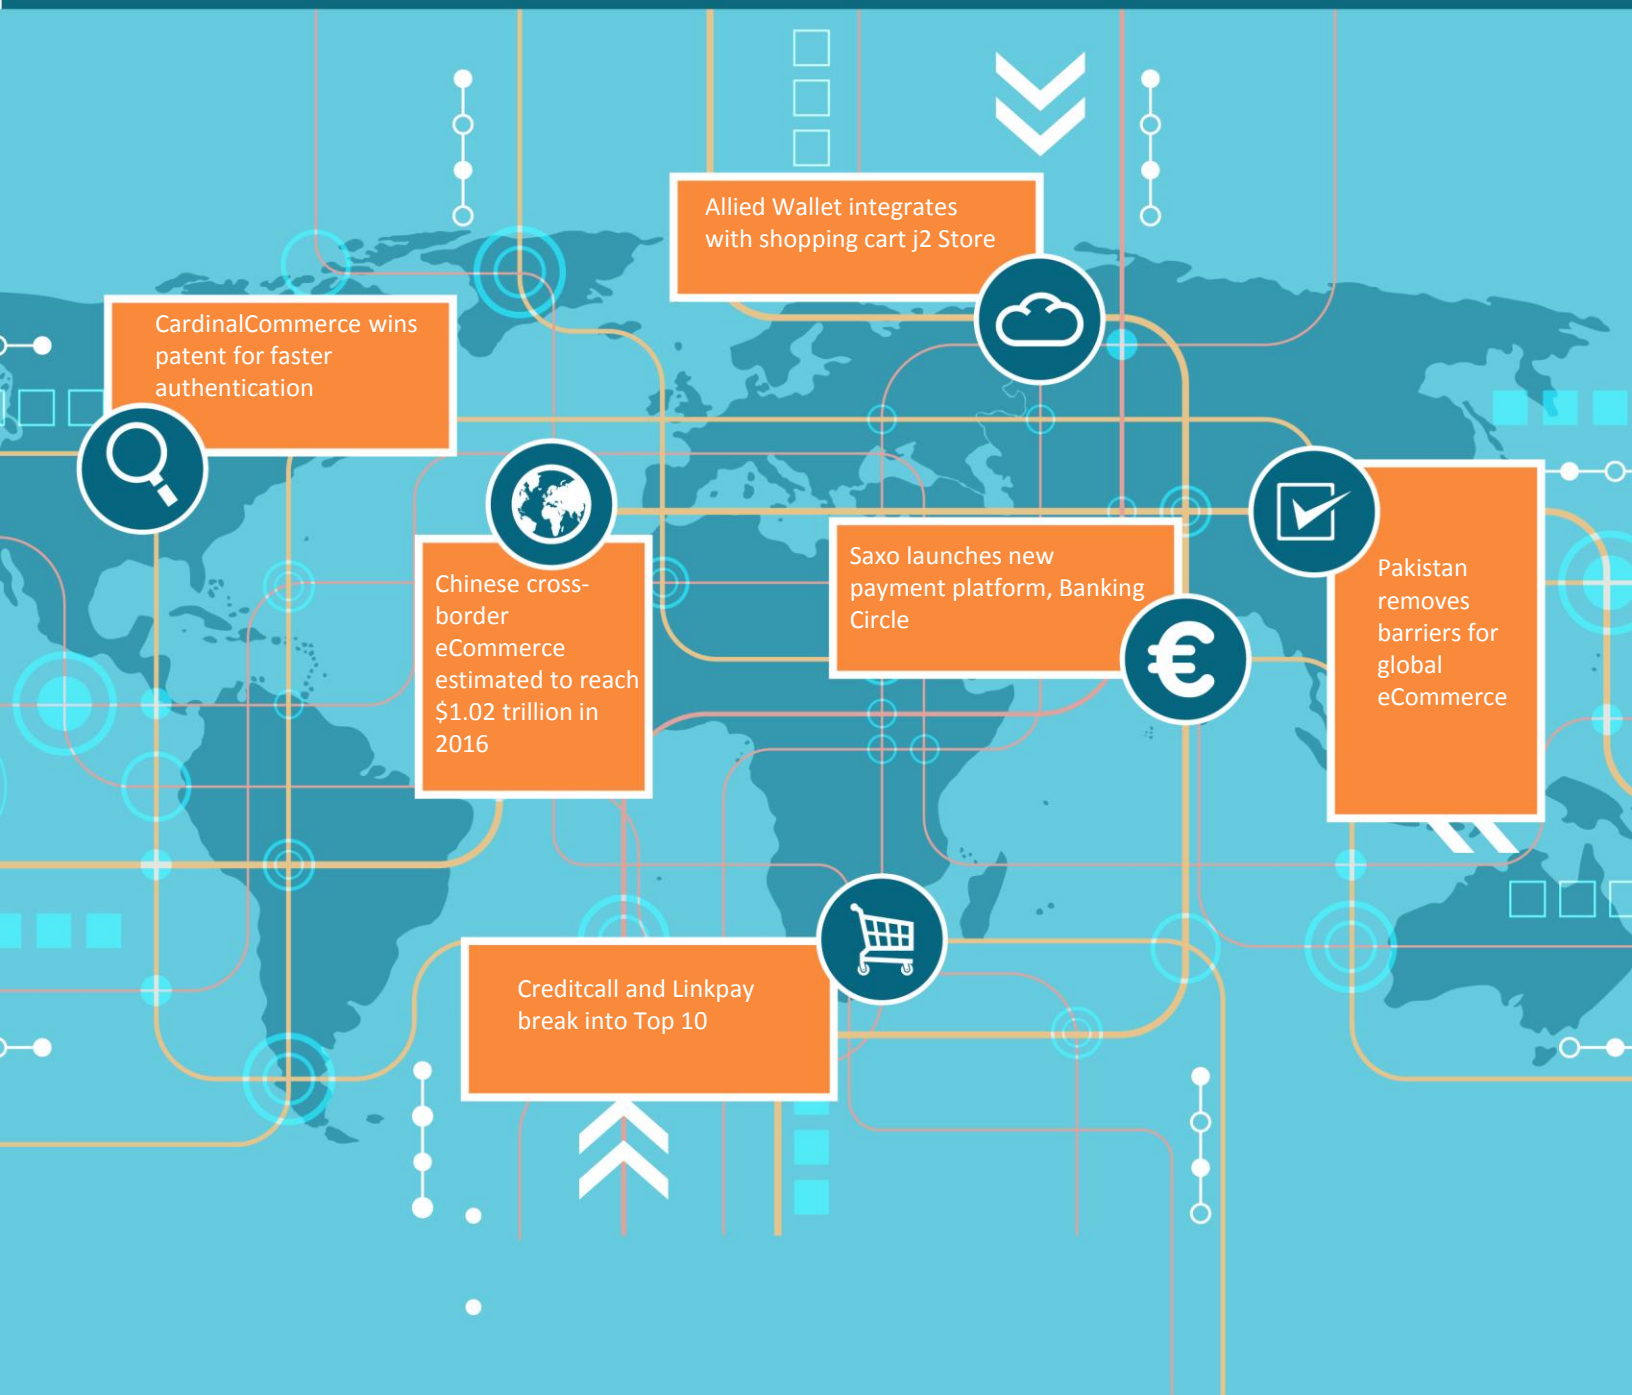 Allied Wallet integrates
with shopping cart j2 Store
CardinalCommerce wins
patent for faster
authentication
Chinese cross-
border
eCommerce
estimated to reach
$1.02 trillion in
2016
Saxo launches new
payment platform, Banking
Circle
€
Pakistan
removes
barriers for
global
eCommerce
Creditcall and Linkpay
break into Top 10